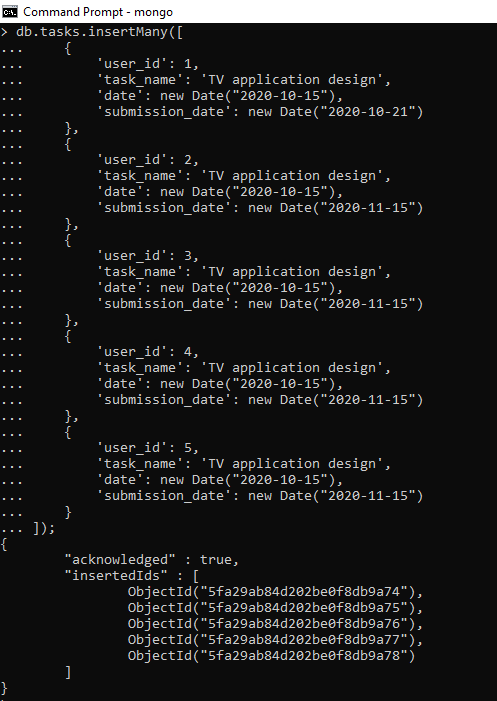 Command Prompt - mongo
> db.tasks.insertMany([
...     {
...         'user_id': 1,
...         'task_name': 'TV application design',
...         'date': new Date("2020-10-15"),
...         'submission_date': new Date("2020-10-21")
...     },
...     {
...         'user_id': 2,
...         'task_name': 'TV application design',
...         'date': new Date("2020-10-15"),
...         'submission_date': new Date("2020-11-15")
...     },
...     {
...         'user_id': 3,
...         'task_name': 'TV application design',
...         'date': new Date("2020-10-15"),
...         'submission_date': new Date("2020-11-15")
...     },
...     {
...         'user_id': 4,
...         'task_name': 'TV application design',
...         'date': new Date("2020-10-15"),
...         'submission_date': new Date("2020-11-15")
...     },
...     {
...         'user_id': 5,
...         'task_name': 'TV application design',
...         'date': new Date("2020-10-15"),
...         'submission_date': new Date("2020-11-15")
...     }
... ]);
{
        "acknowledged" : true,
        "insertedIds" : [
                ObjectId("5fa29ab84d202be0f8db9a74"),
                ObjectId("5fa29ab84d202be0f8db9a75"),
                ObjectId("5fa29ab84d202be0f8db9a76"),
                ObjectId("5fa29ab84d202be0f8db9a77"),
                ObjectId("5fa29ab84d202be0f8db9a78")
        ]
}